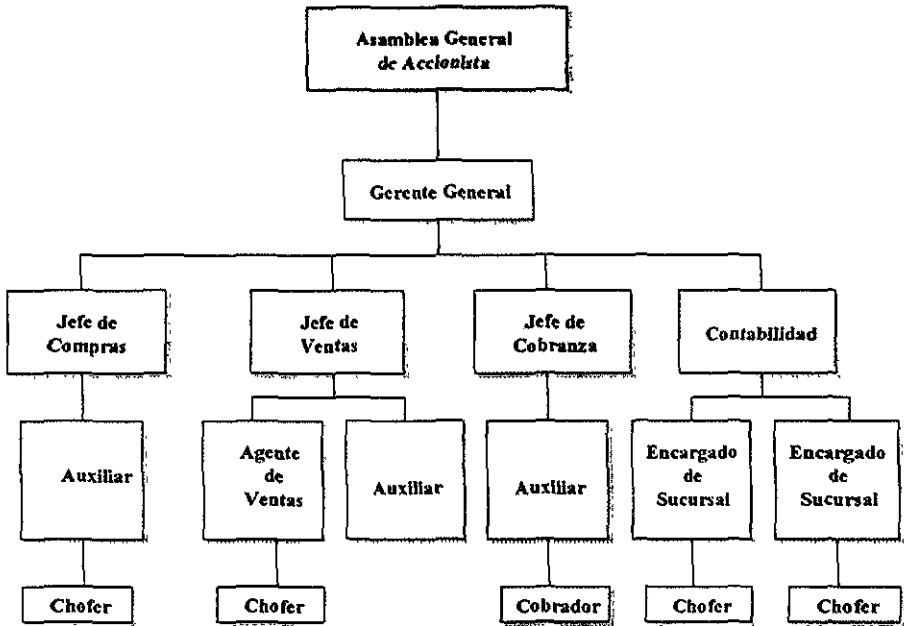 Asamblea General
de Accionista
Gerente General
Jefe de
Compras
Jefe de
Ventas
Jefe de
Cobranza
Contabilidad
Auxiliar
Agente
de
Ventas
Auxiliar
Auxiliar
Encargado
de
Sucursal
Encargado
de
Sucursal
Chofer
Chofer
Cobrador
Chofer
Chofer